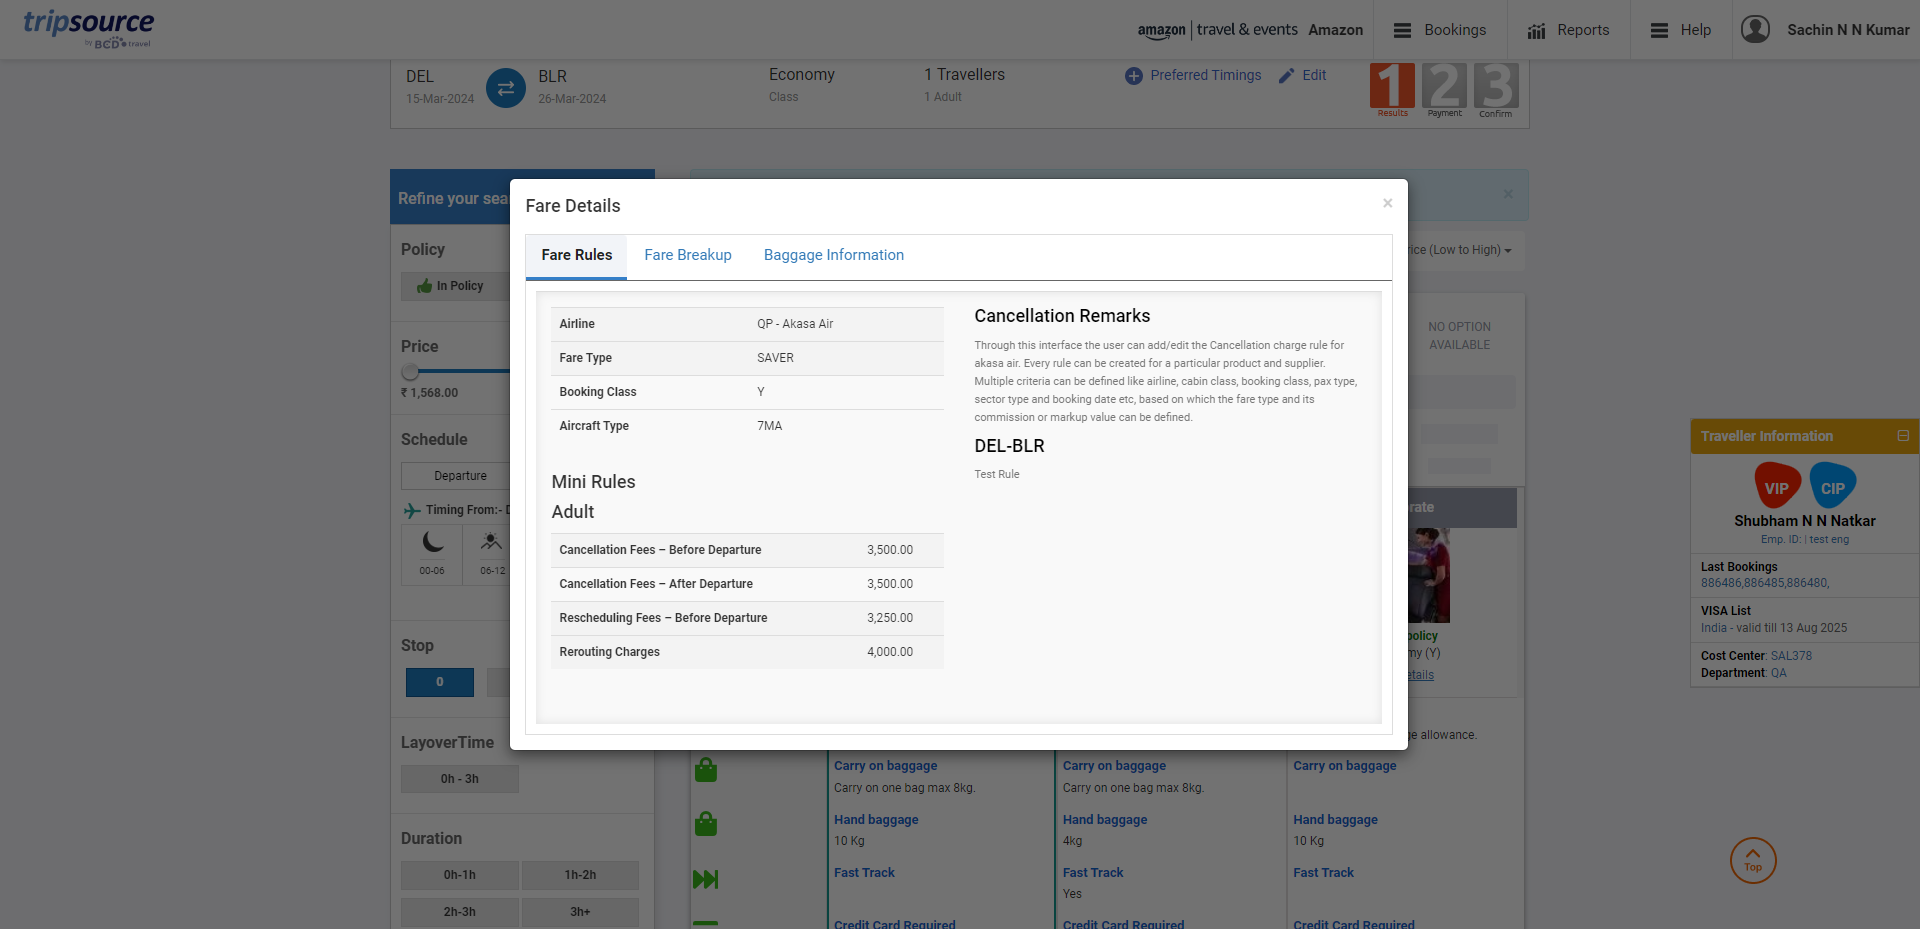 tripsource
by BCD travel
amazon | travel & events Amazon
Bookings
Reports
Help
Sachin N N Kumar
DEL
15-Mar-2024
BLR
26-Mar-2024
Economy
Class
1 Travellers
1 Adult
Preferred Timings
Edit
1 2 3
Results Payment Confirm
Refine your sea
Policy
In Policy
Price
₹ 1,568.00
Schedule
Departure
Timing From:-
00-06
06-12
Stop
0
LayoverTime
0h - 3h
Duration
0h-1h
1h-2h
2h-3h
3h+
Fare Details
×
Fare Rules
Fare Breakup
Baggage Information
Airline QP - Akasa Air
Fare Type SAVER
Booking Class Y
Aircraft Type 7MA
Mini Rules
Adult
Cancellation Fees – Before Departure 3,500.00
Cancellation Fees – After Departure 3,500.00
Rescheduling Fees – Before Departure 3,250.00
Rerouting Charges 4,000.00
Cancellation Remarks
Through this interface the user can add/edit the Cancellation charge rule for
akasa air. Every rule can be created for a particular product and supplier.
Multiple criteria can be defined like airline, cabin class, booking class, pax type,
sector type and booking date etc, based on which the fare type and its
commission or markup value can be defined.
DEL-BLR
Test Rule
×
rice (Low to High)
NO OPTION
AVAILABLE
rate
policy
my (Y)
etails
ge allowance.
Carry on baggage
Carry on one bag max 8kg.
Hand baggage
10 Kg
Fast Track
Credit Card Required
Carry on baggage
Carry on one bag max 8kg.
Hand baggage
4kg
Fast Track
Yes
Credit Card Required
Carry on baggage
Hand baggage
10 Kg
Fast Track
Credit Card Required
Traveller Information
VIP
CIP
Shubham N N Natkar
Emp. ID: | test eng
Last Bookings
886486,886485,886480,
VISA List
India - valid till 13 Aug 2025
Cost Center: SAL378
Department: QA
Top